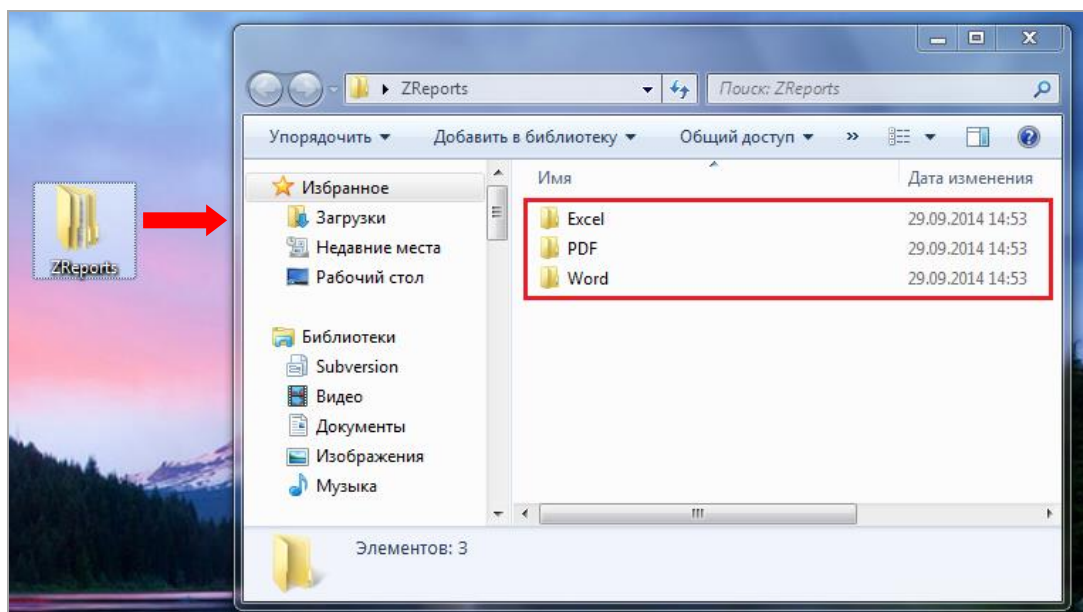 ZReports
ZReports
Поиск: ZReports
Упорядочить
Добавить в библиотеку
Общий доступ
»
Избранное
Загрузки
Недавние места
Рабочий стол
Библиотеки
Subversion
Видео
Документы
Изображения
Музыка
Имя
Дата изменения
Excel
29.09.2014 14:53
PDF
29.09.2014 14:53
Word
29.09.2014 14:53
Элементов: 3